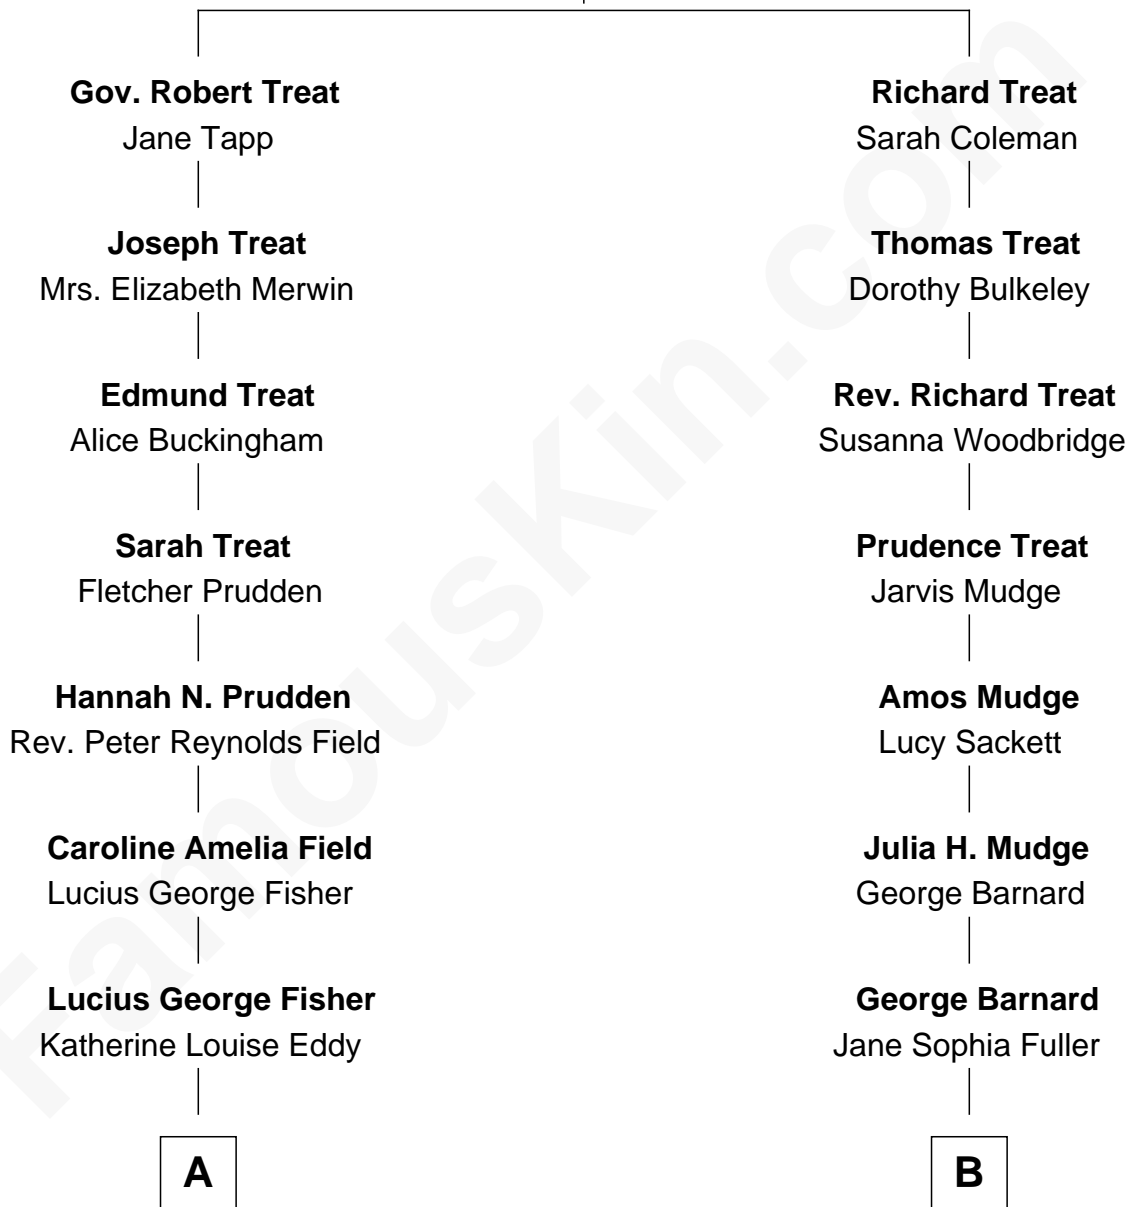 Gov. Robert Treat
Jane Tapp
Joseph Treat
Mrs. Elizabeth Merwin
Edmund Treat
Alice Buckingham
Sarah Treat
Fletcher Prudden
Hannah N. Prudden
Rev. Peter Reynolds Field
Caroline Amelia Field
Lucius George Fisher
Lucius George Fisher
Katherine Louise Eddy
A
Richard Treat
Sarah Coleman
Thomas Treat
Dorothy Bulkeley
Rev. Richard Treat
Susanna Woodbridge
Prudence Treat
Jarvis Mudge
Amos Mudge
Lucy Sackett
Julia H. Mudge
George Barnard
George Barnard
Jane Sophia Fuller
B
FamousKin.com